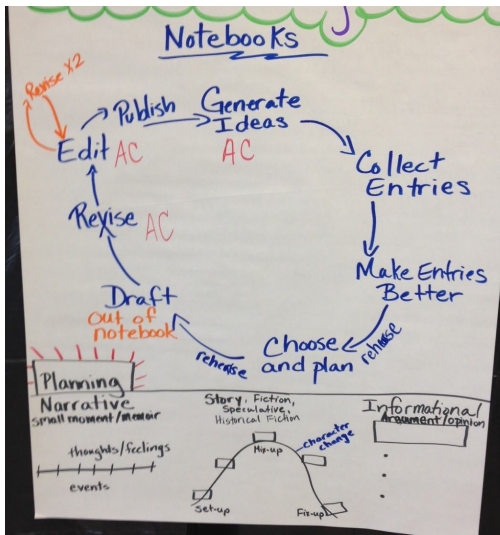 Notebooks
Revise x2
Publish
Generate
Ideas
Edit AC
AC
Collect
Entries
Revise AC
Make Entries
Better
Draft
out of
notebook
rehearse
Choose
and plan
rehearse
Planning
Narrative
small moment/memoir
thoughts/feelings
events
Story, Fiction,
Speculative,
Historical Fiction
Mix-up
character
change
Set-up
Fix-up
Informational
Argument/opinion